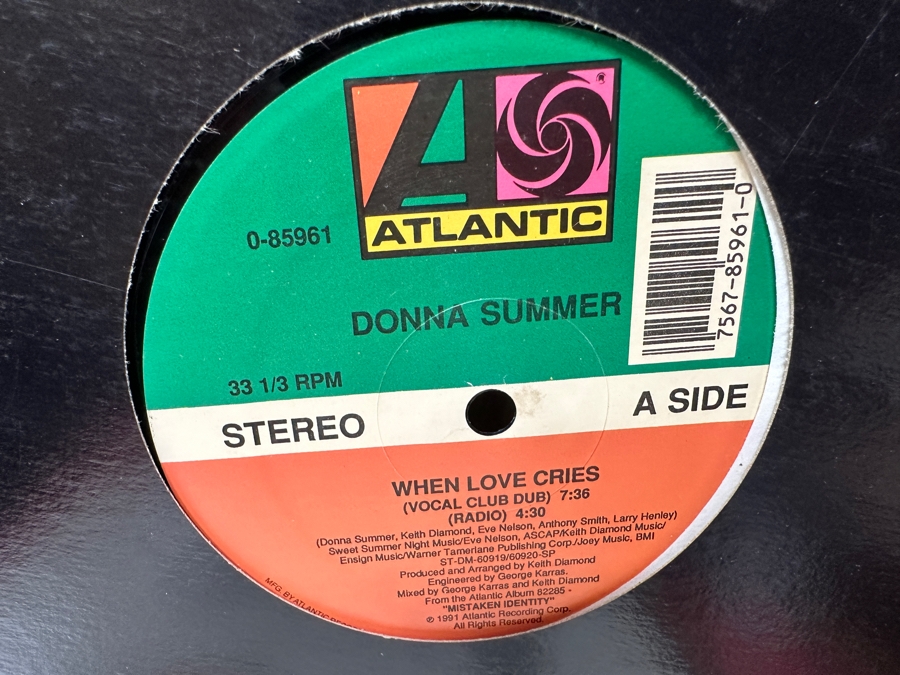 A
®
ATLANTIC
0-85961
7567-85961-0
DONNA SUMMER
33 1/3 RPM
STEREO
A SIDE
WHEN LOVE CRIES
(VOCAL CLUB DUB) 7:36
(RADIO) 4:30
(Donna Summer, Keith Diamond, Eve Nelson, Anthony Smith, Larry Henley)
Sweet Summer Night Music/Eve Nelson, ASCAP/Keith Diamond Music/
Ensign Music/Warner Tamerlane Publishing Corp./Joey Music, BMI
ST-DM-60919/60920-SP
Produced and Arranged by Keith Diamond
Engineered by George Karras.
Mixed by George Karras and Keith Diamond
From the Atlantic Album 82285 -
"MISTAKEN IDENTITY"
℗ 1991 Atlantic Recording Corp.
All Rights Reserved.
MFG. BY ATLANTIC